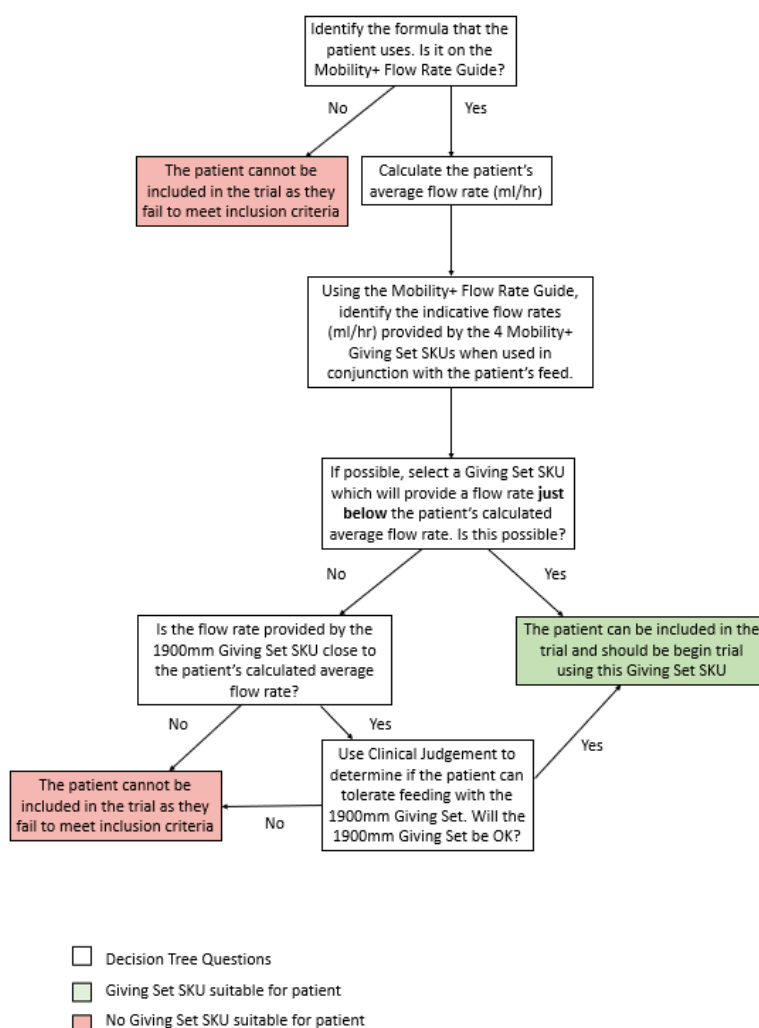 Identify the formula that the
patient uses. Is it on the
Mobility+ Flow Rate Guide?
No
Yes
The patient cannot be
included in the trial as they
fail to meet inclusion criteria
Calculate the patient's
average flow rate (ml/hr)
Using the Mobility+ Flow Rate Guide,
identify the indicative flow rates
(ml/hr) provided by the 4 Mobility+
Giving Set SKUs when used in
conjunction with the patient's feed.
If possible, select a Giving Set SKU
which will provide a flow rate just
below the patient's calculated
average flow rate. Is this possible?
No
Yes
Is the flow rate provided by the
1900mm Giving Set SKU close to
the patient's calculated average
flow rate?
The patient can be included in the
trial and should be begin trial
using this Giving Set SKU
No
Yes
Yes
Use Clinical Judgement to
determine if the patient can
tolerate feeding with the
1900mm Giving Set. Will the
1900mm Giving Set be OK?
The patient cannot be
included in the trial as they
fail to meet inclusion criteria
No
Decision Tree Questions
Giving Set SKU suitable for patient
No Giving Set SKU suitable for patient